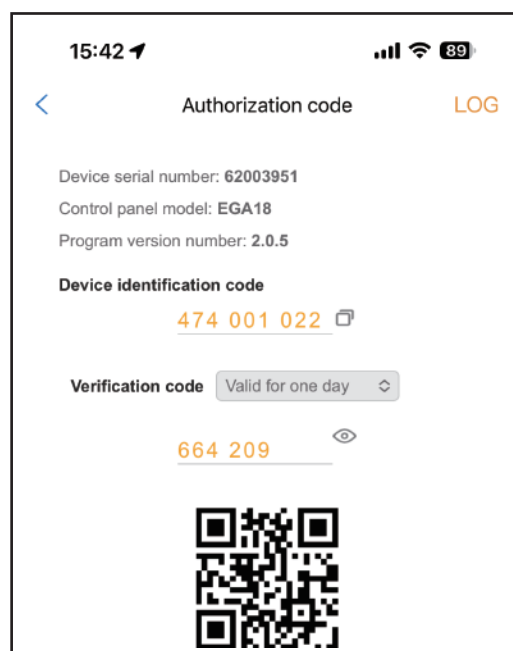 15:42
89
Authorization code LOG
Device serial number: 62003951
Control panel model: EGA18
Program version number: 2.0.5
Device identification code
474 001 022
Verification code Valid for one day
664 209